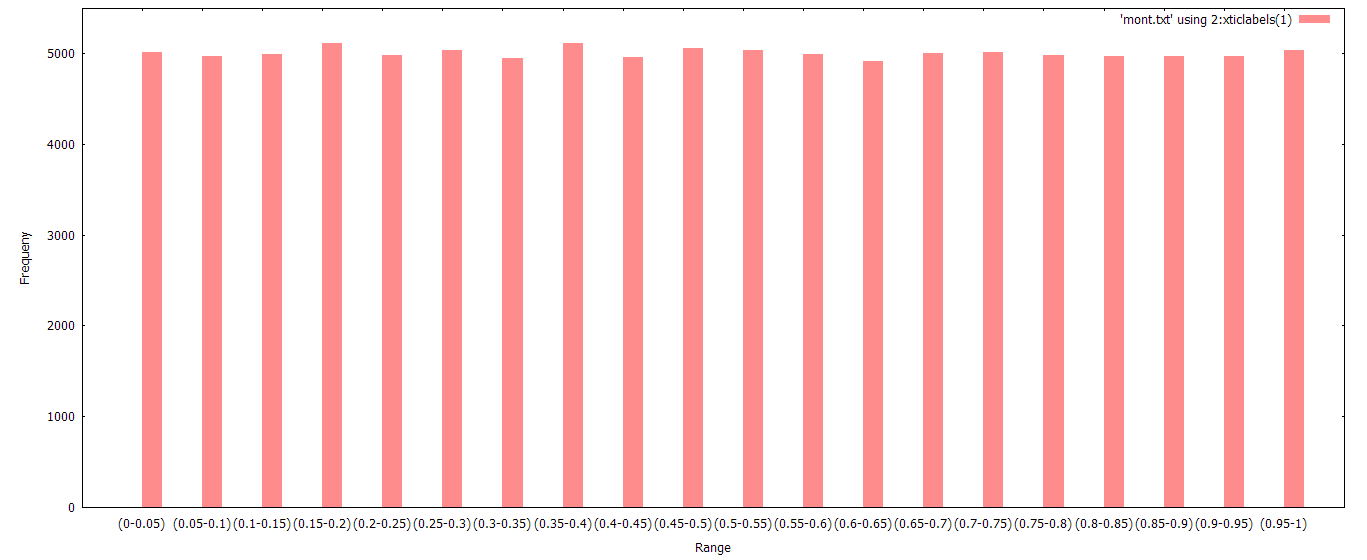 'mont.txt' using 2:xticlabels(1)
5000
4000
3000
2000
1000
0
Frequeny
(0-0.05) (0.05-0.1) (0.1-0.15) (0.15-0.2) (0.2-0.25) (0.25-0.3) (0.3-0.35) (0.35-0.4) (0.4-0.45) (0.45-0.5) (0.5-0.55) (0.55-0.6) (0.6-0.65) (0.65-0.7) (0.7-0.75) (0.75-0.8) (0.8-0.85) (0.85-0.9) (0.9-0.95) (0.95-1)
Range